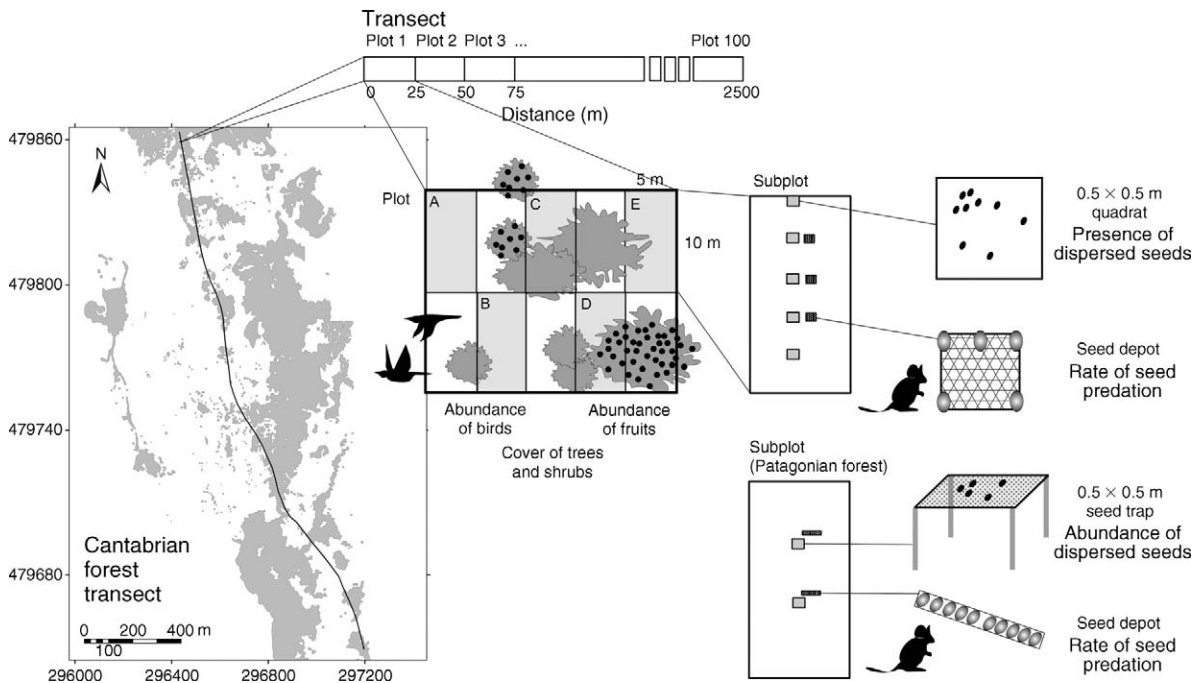 Transect
Plot 1 Plot 2 Plot 3 ... Plot 100
0 25 50 75 2500
Distance (m)
479860
479800
479740
479680
N
Cantabrian
forest
transect
0 200 400 m
100
296000 296400 296800 297200
Plot
5 m
10 m
A C E
B D
Abundance
of birds
Abundance
of fruits
Cover of trees
and shrubs
Subplot
0.5 × 0.5 m
quadrat
Presence of
dispersed seeds
Seed depot
Rate of seed
predation
Subplot
(Patagonian forest)
0.5 × 0.5 m
seed trap
Abundance of
dispersed seeds
Seed depot
Rate of seed
predation